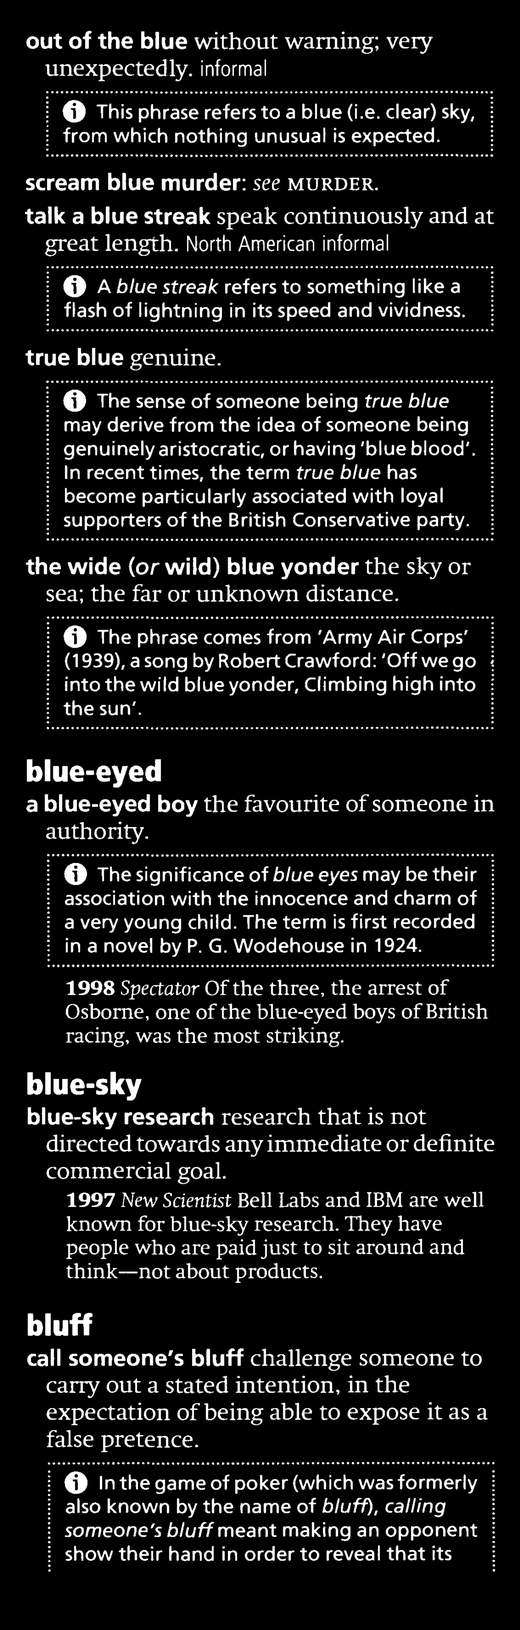 out of the blue without warning; very
unexpectedly. informal
This phrase refers to a blue (i.e. clear) sky,
from which nothing unusual is expected.
scream blue murder: see MURDER.
talk a blue streak speak continuously and at
great length. North American informal
A blue streak refers to something like a
flash of lightning in its speed and vividness.
true blue genuine.
The sense of someone being true blue
may derive from the idea of someone being
genuinely aristocratic, or having 'blue blood'.
In recent times, the term true blue has
become particularly associated with loyal
supporters of the British Conservative party.
the wide (or wild) blue yonder the sky or
sea; the far or unknown distance.
The phrase comes from 'Army Air Corps'
(1939), a song by Robert Crawford: 'Off we go
into the wild blue yonder, Climbing high into
the sun'.
blue-eyed
a blue-eyed boy the favourite of someone in
authority.
The significance of blue eyes may be their
association with the innocence and charm of
a very young child. The term is first recorded
in a novel by P. G. Wodehouse in 1924.
1998 Spectator Of the three, the arrest of
Osborne, one of the blue-eyed boys of British
racing, was the most striking.
blue-sky
blue-sky research research that is not
directed towards any immediate or definite
commercial goal.
1997 New Scientist Bell Labs and IBM are well
known for blue-sky research. They have
people who are paid just to sit around and
think—not about products.
bluff
call someone's bluff challenge someone to
carry out a stated intention, in the
expectation of being able to expose it as a
false pretence.
In the game of poker (which was formerly
also known by the name of bluff), calling
someone's bluff meant making an opponent
show their hand in order to reveal that its